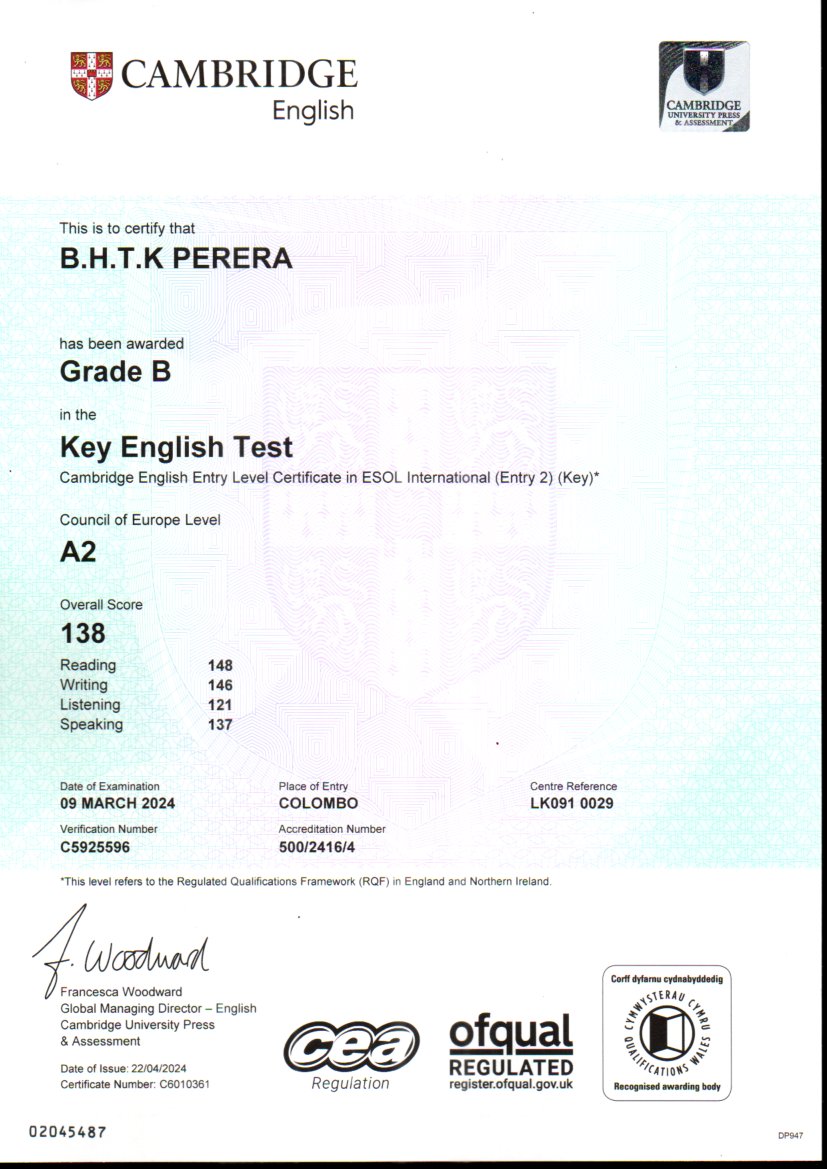 CAMBRIDGE
English
CAMBRIDGE
UNIVERSITY PRESS
& ASSESSMENT
This is to certify that
B.H.T.K PERERA
has been awarded
Grade B
in the
Key English Test
Cambridge English Entry Level Certificate in ESOL International (Entry 2) (Key)*
Council of Europe Level
A2
Overall Score
138
Reading 148
Writing 146
Listening 121
Speaking 137
Date of Examination Place of Entry Centre Reference
09 MARCH 2024 COLOMBO LK091 0029
Verification Number Accreditation Number
C5925596 500/2416/4
*This level refers to the Regulated Qualifications Framework (RQF) in England and Northern Ireland.
F. Woodward
Francesca Woodward
Global Managing Director – English
Cambridge University Press
& Assessment
Date of Issue: 22/04/2024
Certificate Number: C6010361
cea
Regulation
ofqual
REGULATED
register.ofqual.gov.uk
Corff dyfarnu cydnabyddedig
CYMWYSTERAU CYMRU
QUALIFICATIONS WALES
Recognised awarding body
02045487
DP947